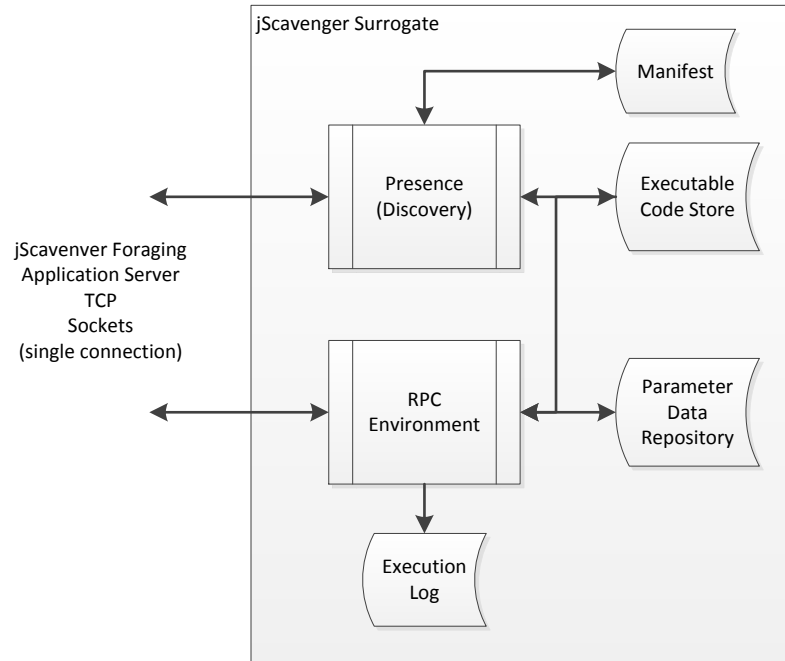 jScavenger Surrogate
Manifest
Presence
(Discovery)
Executable
Code Store
jScavenver Foraging
Application Server
TCP
Sockets
(single connection)
RPC
Environment
Parameter
Data
Repository
Execution
Log